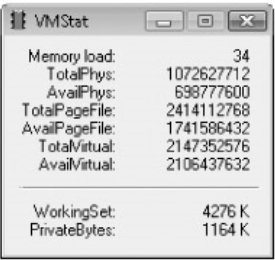 VMStat
Memory load: 34
TotalPhys: 1072627712
AvailPhys: 698777600
TotalPageFile: 2414112768
AvailPageFile: 1741586432
TotalVirtual: 2147352576
AvailVirtual: 2106437632
WorkingSet: 4276 K
PrivateBytes: 1164 K